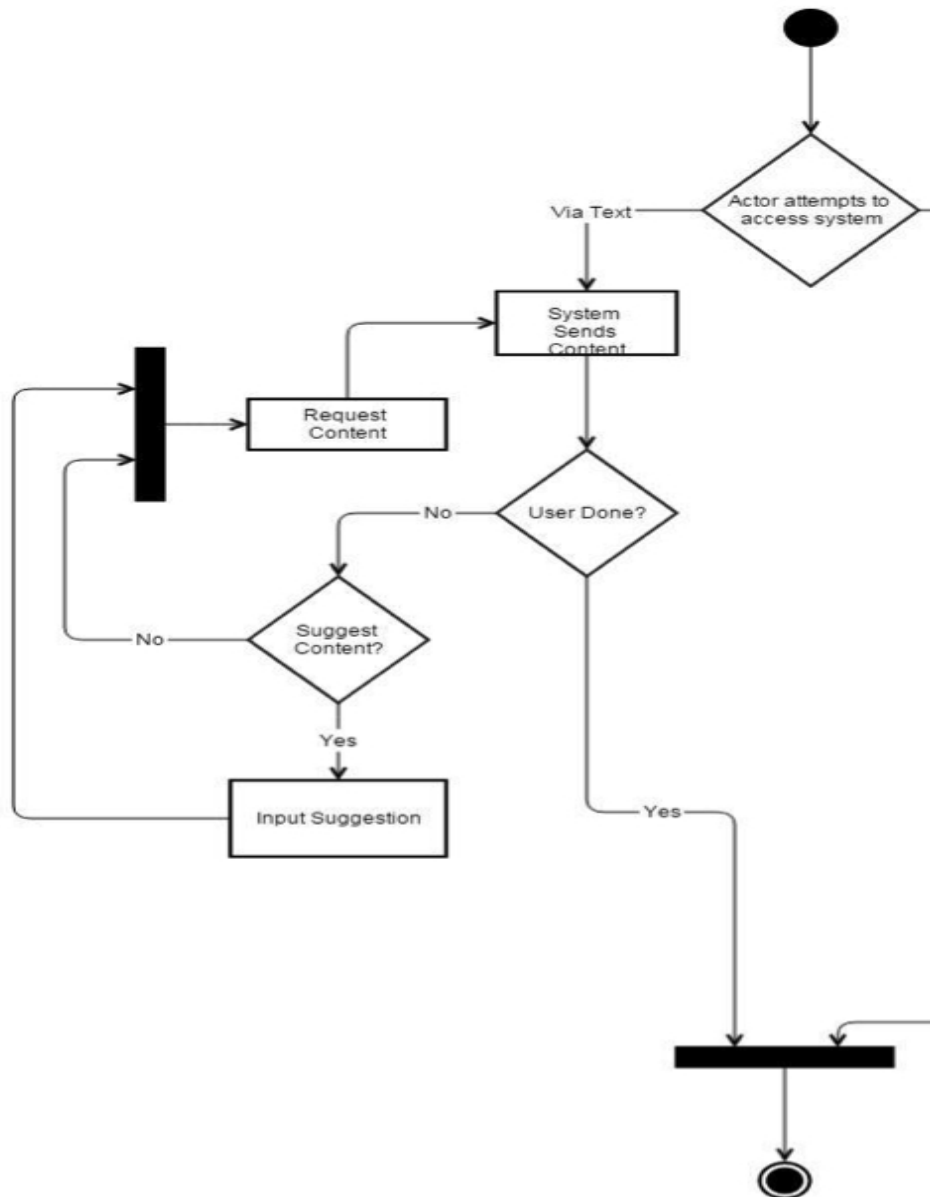 Actor attempts to
access system
Via Text
System
Sends
Content
Request
Content
User Done?
No
Suggest
Content?
No
Yes
Input Suggestion
Yes